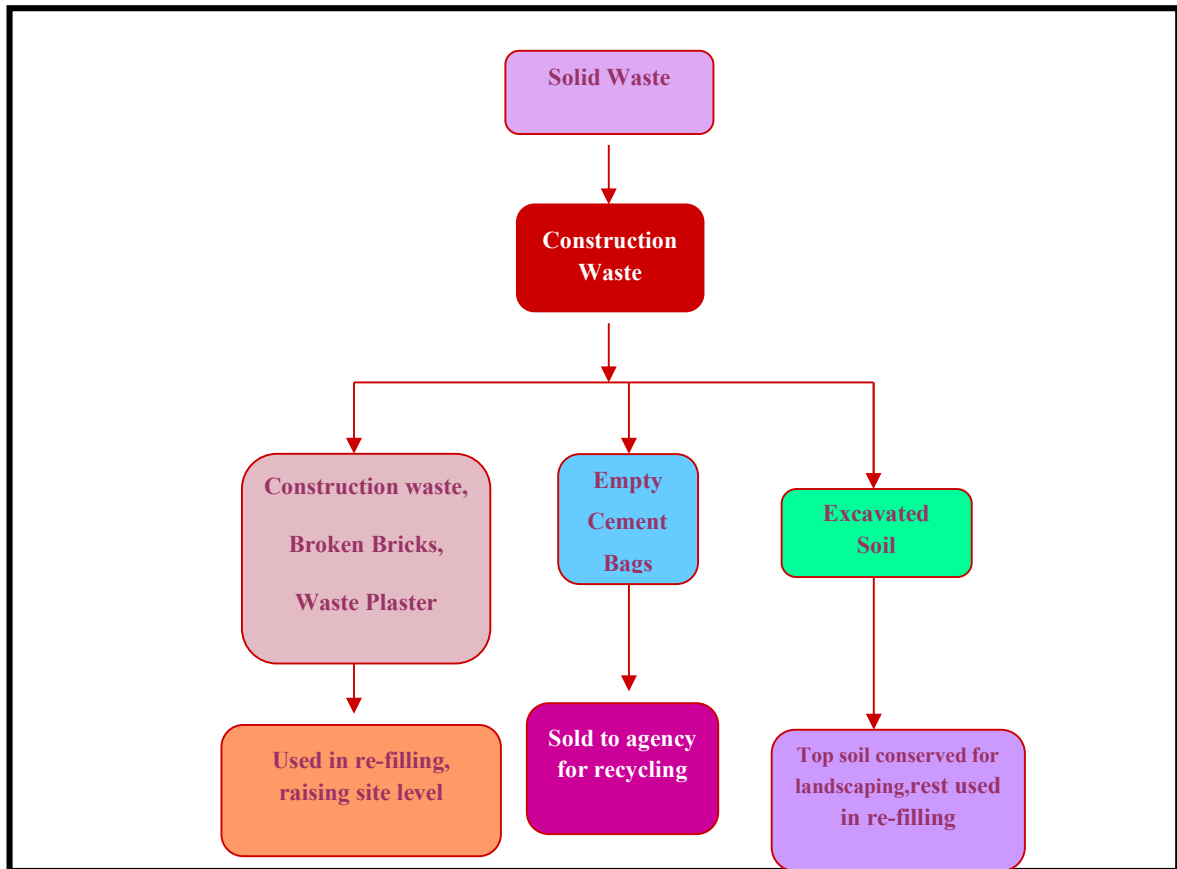 Solid Waste
Construction
Waste
Construction waste,
Broken Bricks,
Waste Plaster
Empty
Cement
Bags
Excavated
Soil
Used in re-filling,
raising site level
Sold to agency
for recycling
Top soil conserved for
landscaping,rest used
in re-filling